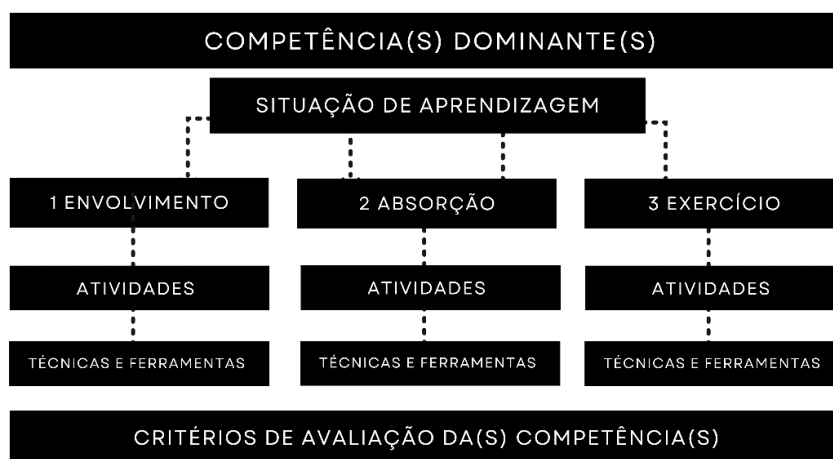 COMPETÊNCIA(S) DOMINANTE(S)
SITUAÇÃO DE APRENDIZAGEM
1 ENVOLVIMENTO
2 ABSORÇÃO
3 EXERCÍCIO
ATIVIDADES
ATIVIDADES
ATIVIDADES
TÉCNICAS E FERRAMENTAS
TÉCNICAS E FERRAMENTAS
TÉCNICAS E FERRAMENTAS
CRITÉRIOS DE AVALIAÇÃO DA(S) COMPETÊNCIA(S)